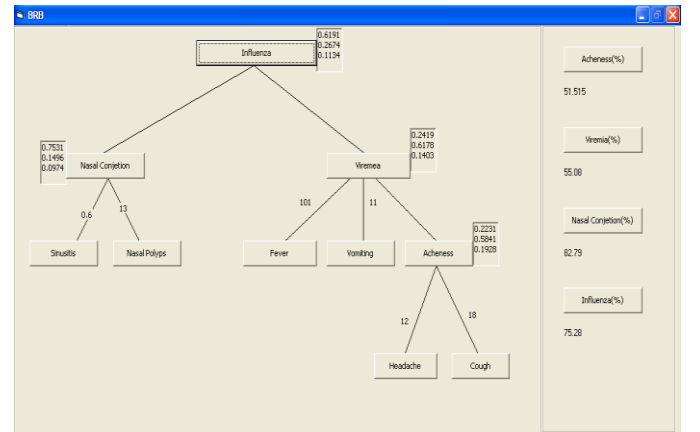 BRB
Influenza
0.6191
0.2674
0.1134
Acheness(%)
51.515
0.7531
0.1496
0.0974
Nasal Conjetion
Viremea
0.2419
0.6178
0.1403
Viremia(%)
55.08
0.6
13
101
11
Nasal Conjetion(%)
82.79
Sinusitis
Nasal Polyps
Fever
Vomiting
Acheness
0.2231
0.5841
0.1928
Influenza(%)
75.28
12
18
Headache
Cough